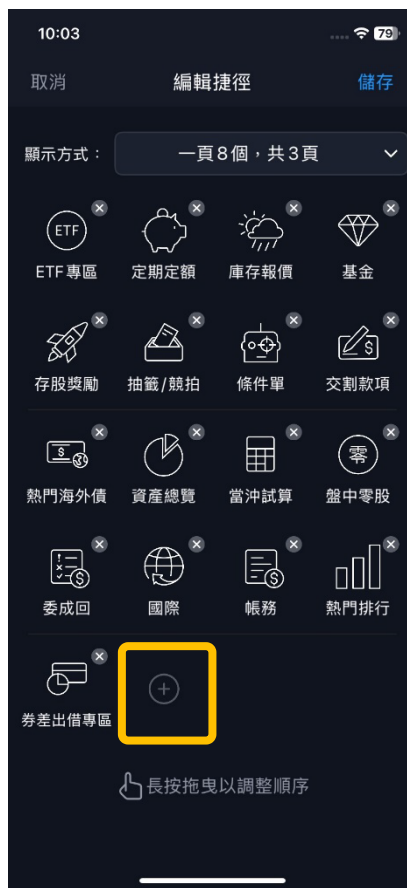 10:03
79
取消
編輯捷徑
儲存
顯示方式：
一頁8個，共3頁
ETF
ETF專區
定期定額
庫存報價
基金
存股獎勵
抽籤/競拍
條件單
交割款項
熱門海外債
資產總覽
當沖試算
零
盤中零股
委成回
國際
帳務
熱門排行
券差出借專區
長按拖曳以調整順序